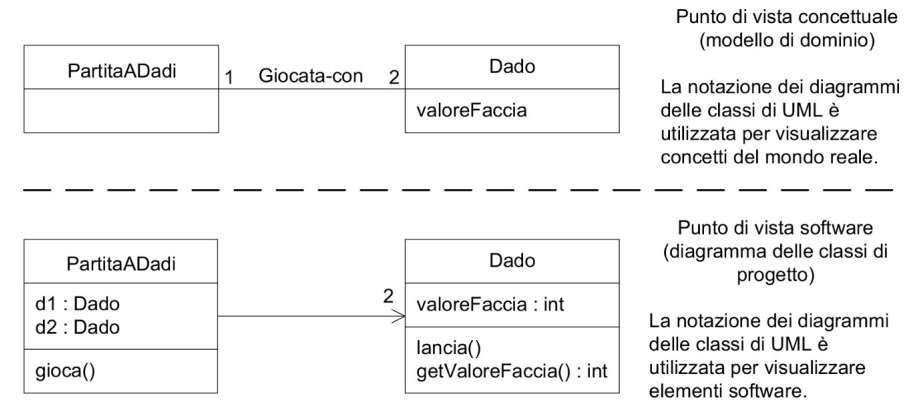 Punto di vista concettuale
(modello di dominio)
PartitaADadi
1
Giocata-con
2
Dado
valoreFaccia
La notazione dei diagrammi
delle classi di UML è
utilizzata per visualizzare
concetti del mondo reale.
Punto di vista software
(diagramma delle classi di
progetto)
PartitaADadi
d1 : Dado
d2 : Dado
gioca()
2
Dado
valoreFaccia : int
lancia()
getValoreFaccia() : int
La notazione dei diagrammi
delle classi di UML è
utilizzata per visualizzare
elementi software.